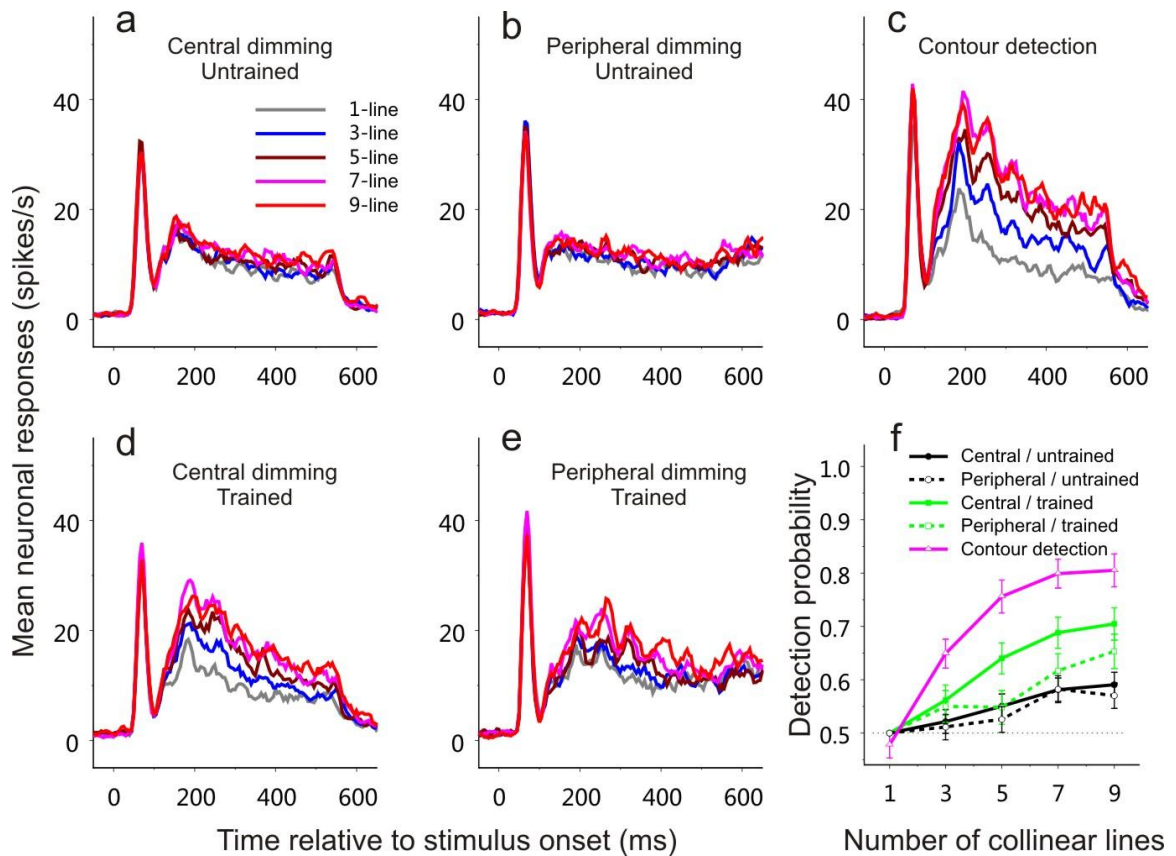 a
Central dimming
Untrained
1-line
3-line
5-line
7-line
9-line
b
Peripheral dimming
Untrained
c
Contour detection
40
20
0
0 200 400 600
40
20
0
0 200 400 600
40
20
0
0 200 400 600
Mean neuronal responses (spikes/s)
d
Central dimming
Trained
40
20
0
0 200 400 600
e
Peripheral dimming
Trained
40
20
0
0 200 400 600
Time relative to stimulus onset (ms)
f
Central / untrained
Peripheral / untrained
Central / trained
Peripheral / trained
Contour detection
Detection probability
1.0
0.9
0.8
0.7
0.6
0.5
1 3 5 7 9
Number of collinear lines